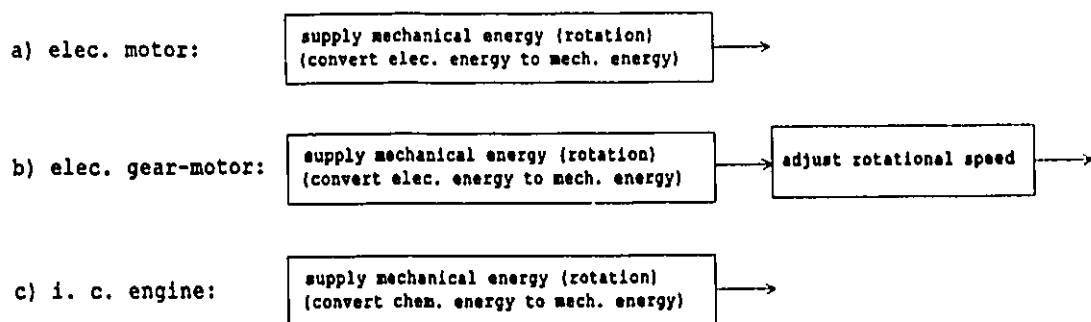 a) elec. motor:
supply mechanical energy (rotation)
(convert elec. energy to mech. energy)
b) elec. gear-motor:
supply mechanical energy (rotation)
(convert elec. energy to mech. energy)
adjust rotational speed
c) i. c. engine:
supply mechanical energy (rotation)
(convert chem. energy to mech. energy)